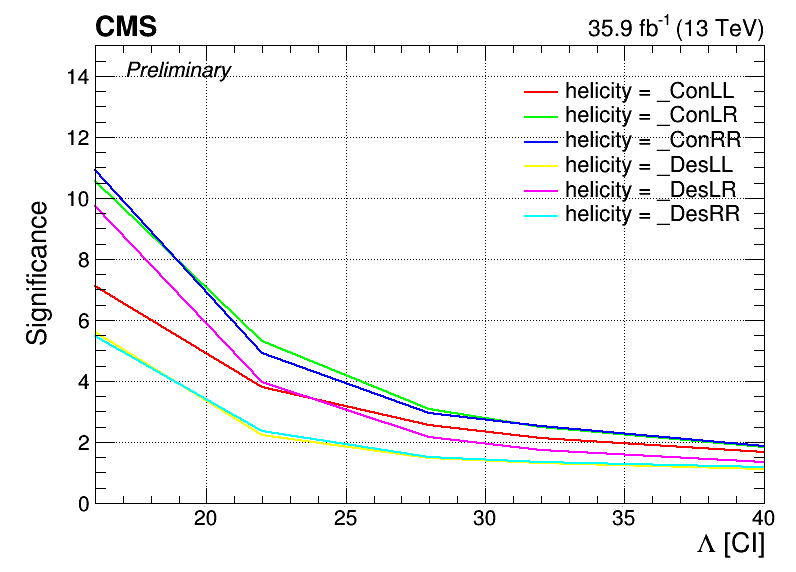 CMS
35.9 fb⁻¹ (13 TeV)
Preliminary
helicity = _ConLL
helicity = _ConLR
helicity = _ConRR
helicity = _DesLL
helicity = _DesLR
helicity = _DesRR
Significance
14
12
10
8
6
4
2
0
20 25 30 35 40
Λ [CI]